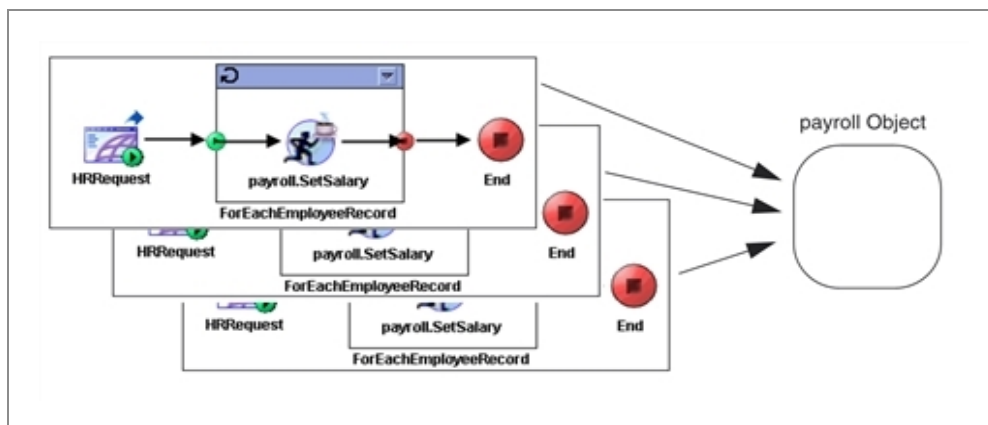 payroll Object
HRRequest
payroll.SetSalary
End
ForEachEmployeeRecord
HRRequest
payroll.SetSalary
End
ForEachEmployeeRecord
HRRequest
payroll.SetSalary
End
ForEachEmployeeRecord